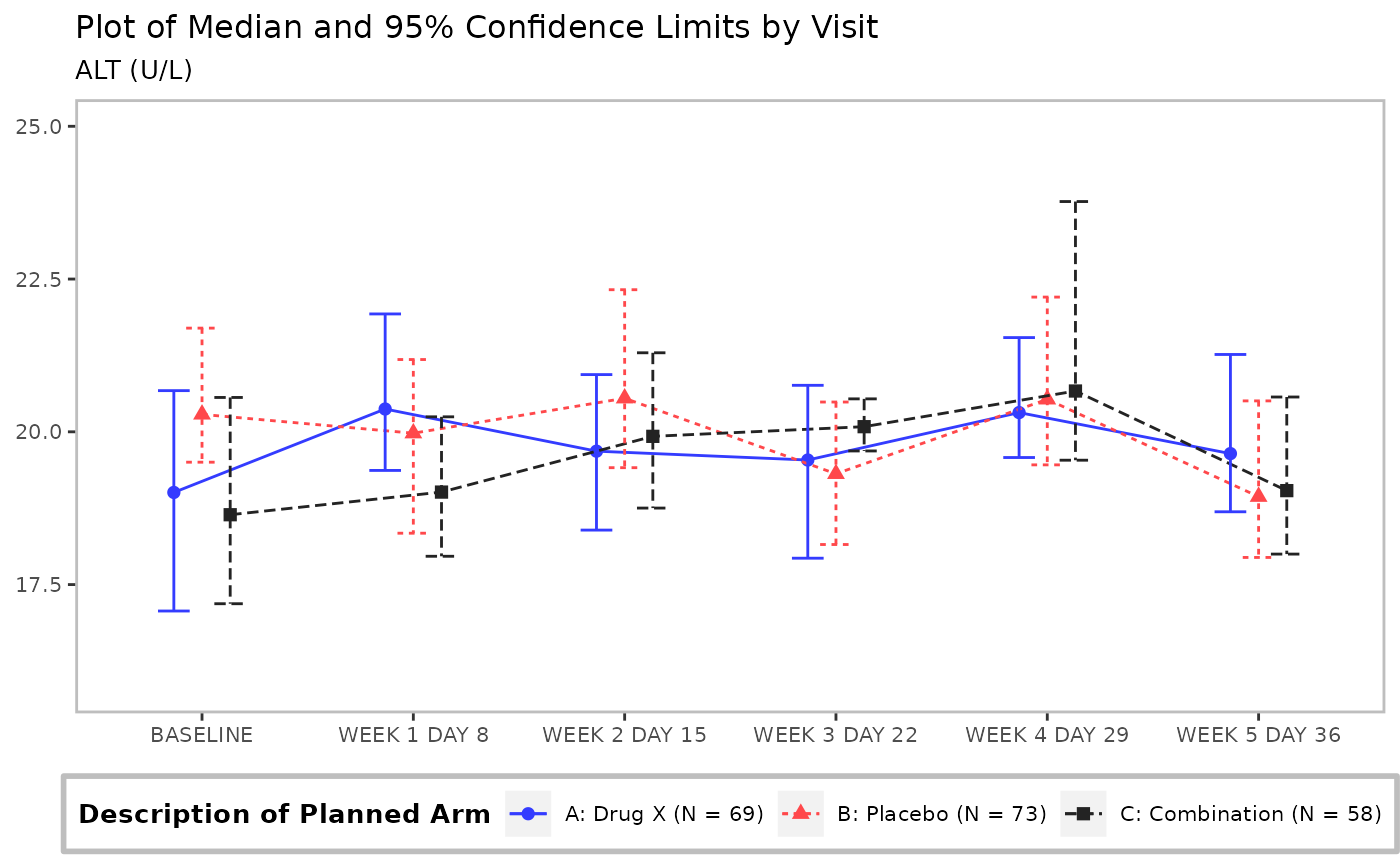 Plot of Median and 95% Confidence Limits by Visit
ALT (U/L)
25.0
22.5
20.0
17.5
BASELINE WEEK 1 DAY 8 WEEK 2 DAY 15 WEEK 3 DAY 22 WEEK 4 DAY 29 WEEK 5 DAY 36
Description of Planned Arm A: Drug X (N = 69) B: Placebo (N = 73) C: Combination (N = 58)